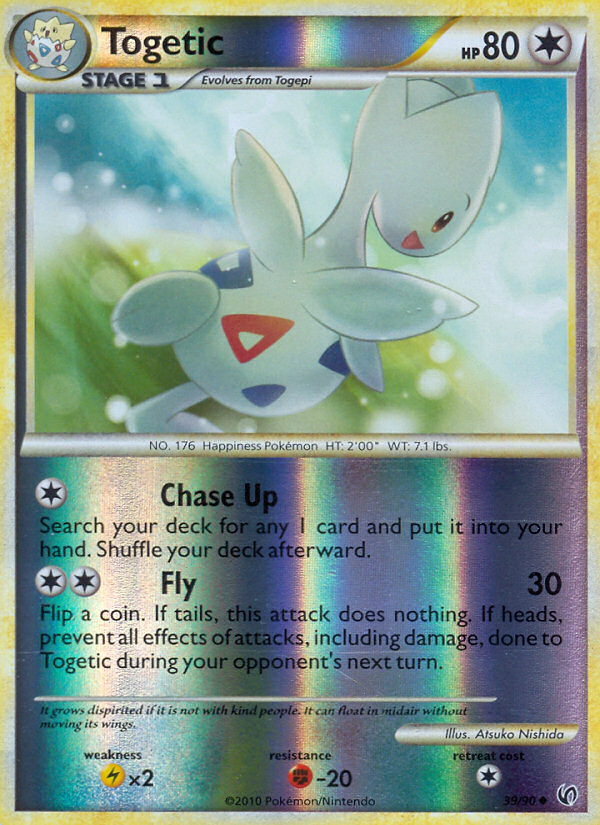 Togetic
HP 80
STAGE 1
Evolves from Togepi
NO. 176 Happiness Pokémon HT: 2'00" WT: 7.1 lbs.
Chase Up
Search your deck for any 1 card and put it into your
hand. Shuffle your deck afterward.
Fly 30
Flip a coin. If tails, this attack does nothing. If heads,
prevent all effects of attacks, including damage, done to
Togetic during your opponent's next turn.
It grows dispirited if it is not with kind people. It can float in midair without
moving its wings.
Illus. Atsuko Nishida
weakness resistance retreat cost
×2 -20
©2010 Pokémon/Nintendo
39/90